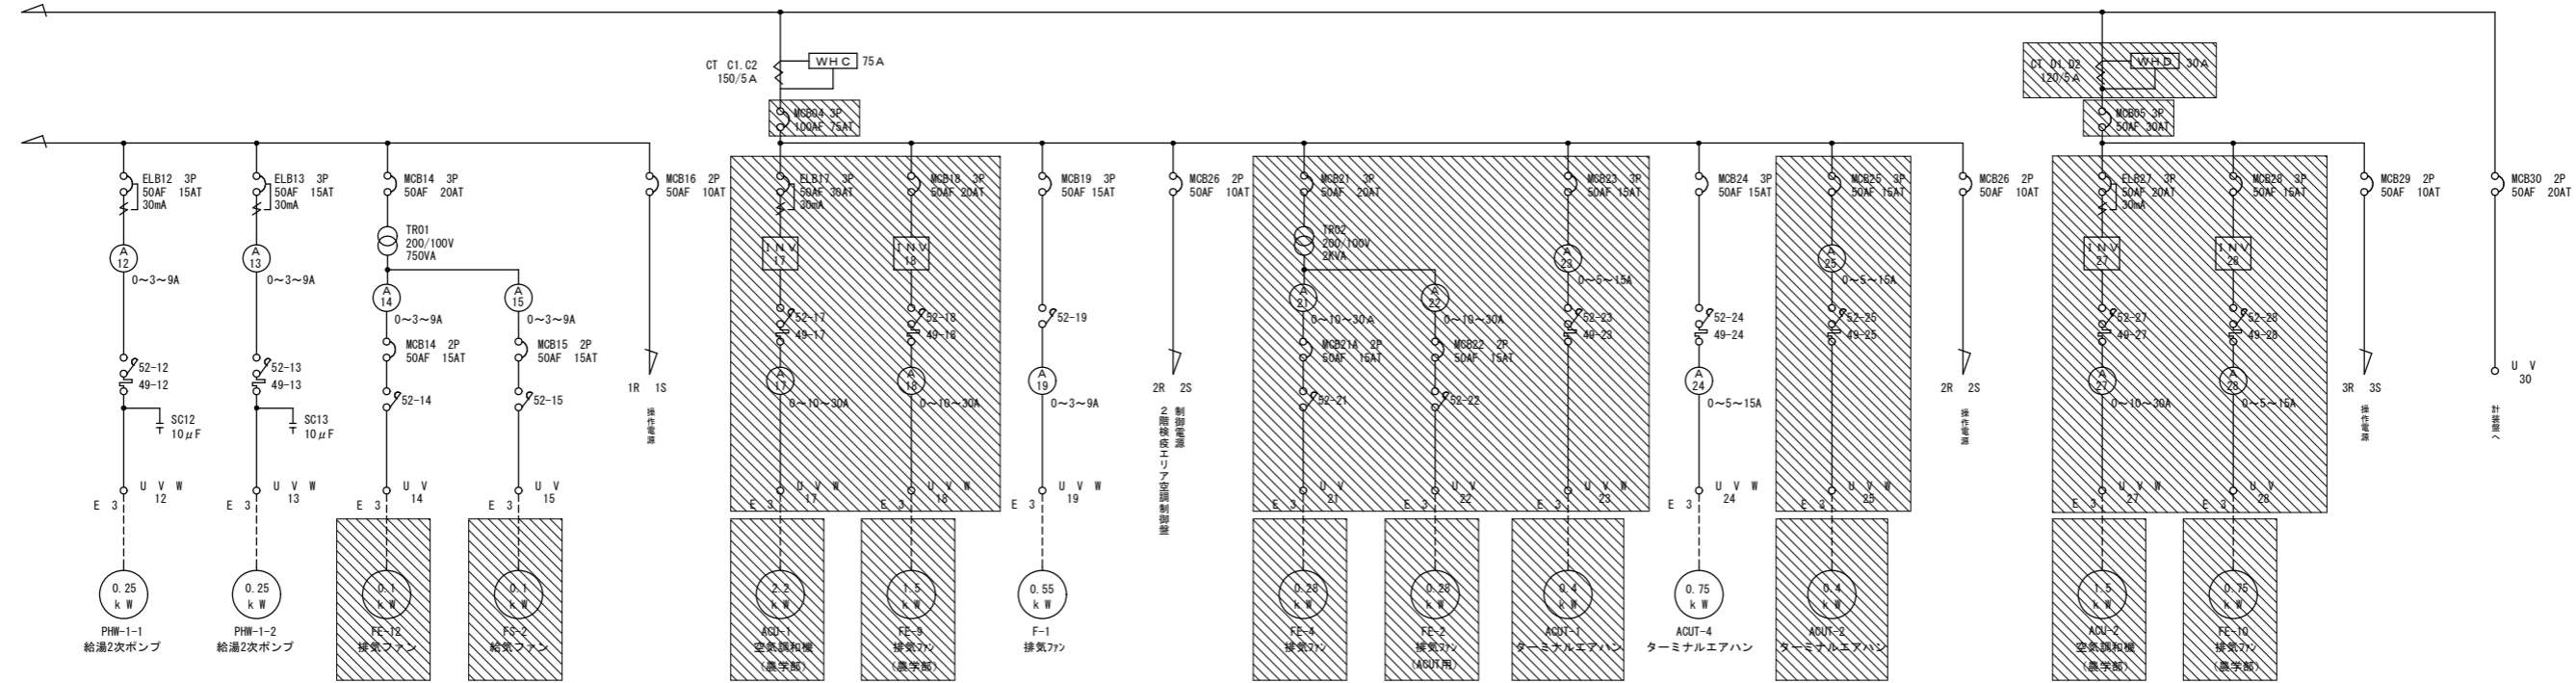 CT C1.C2
150/5A
WHC 75A
MCB04 3P
100AF 75AT
CT D1.D2
120/5A
WHD 30A
MCB05 3P
50AF 30AT
ELB12 3P
50AF 15AT
30mA
ELB13 3P
50AF 15AT
30mA
MCB14 3P
50AF 20AT
MCB16 2P
50AF 10AT
ELB17 3P
50AF 30AT
30mA
MCB18 3P
50AF 20AT
MCB19 3P
50AF 15AT
MCB26 2P
50AF 10AT
MCB21 3P
50AF 20AT
MCB23 3P
50AF 15AT
MCB24 3P
50AF 15AT
MCB25 3P
50AF 15AT
MCB26 2P
50AF 10AT
ELB27 3P
50AF 20AT
30mA
MCB28 3P
50AF 15AT
MCB29 2P
50AF 10AT
MCB30 2P
50AF 20AT
TR01
200/100V
750VA
TR02
200/100V
2KVA
A
12
0~3~9A
A
13
0~3~9A
A
14
0~3~9A
A
15
0~3~9A
INV
17
INV
18
A
21
0~10~30A
A
22
0~10~30A
A
23
0~5~15A
A
25
0~5~15A
INV
27
INV
28
MCB14 2P
50AF 15AT
MCB15 2P
50AF 15AT
52-17
49-17
52-18
49-18
52-19
MCB21A 2P
50AF 15AT
MCB22 2P
50AF 15AT
52-23
49-23
52-24
49-24
52-25
49-25
52-27
49-27
52-28
49-28
52-12
49-12
52-13
49-13
52-14
52-15
1R 1S
操作電源
A
17
0~10~30A
A
18
0~10~30A
A
19
0~3~9A
2R 2S
制御電源
2階検疫エリア空調制御盤
52-21
52-22
A
24
0~5~15A
2R 2S
操作電源
A
27
0~10~30A
A
28
0~5~15A
3R 3S
操作電源
U V
30
計装盤へ
SC12
10μF
SC13
10μF
U V W
12
E 3
U V W
13
E 3
U V
14
E 3
U V
15
E 3
U V W
17
E 3
U V W
18
E 3
U V W
19
E 3
U V
21
E 3
U V
22
E 3
U V W
23
E 3
U V W
24
E 3
U V W
25
E 3
U V W
27
E 3
U V
28
E 3
0.25
kW
PHW-1-1
給湯2次ポンプ
0.25
kW
PHW-1-2
給湯2次ポンプ
0.1
kW
FE-12
排気ファン
0.1
kW
FS-2
給気ファン
2.2
kW
ACU-1
空気調和機
(農学部)
1.5
kW
FE-9
排気ファン
(農学部)
0.55
kW
F-1
排気ファン
0.28
kW
FE-4
排気ファン
0.28
kW
FE-2
排気ファン
(ACUT用)
0.4
kW
ACUT-1
ターミナルエアハン
0.75
kW
ACUT-4
ターミナルエアハン
0.4
kW
ACUT-2
ターミナルエアハン
1.5
kW
ACU-2
空気調和機
(農学部)
0.75
kW
FE-10
排気ファン
(農学部)